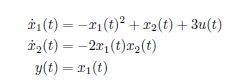 ẋ₁(t) = −x₁(t)² + x₂(t) + 3u(t)
ẋ₂(t) = −2x₁(t)x₂(t)
y(t) = x₁(t)